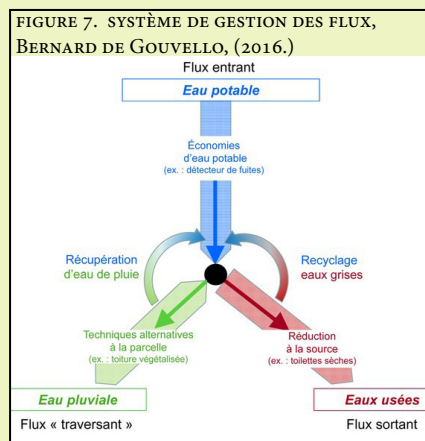 FIGURE 7. SYSTÈME DE GESTION DES FLUX,
BERNARD DE GOUVELLO, (2016.)
Flux entrant
Eau potable
Économies
d'eau potable
(ex. : détecteur de fuites)
Récupération
d'eau de pluie
Recyclage
eaux grises
Techniques alternatives
à la parcelle
(ex. : toiture végétalisée)
Réduction
à la source
(ex. : toilettes sèches)
Eau pluviale
Flux « traversant »
Eaux usées
Flux sortant